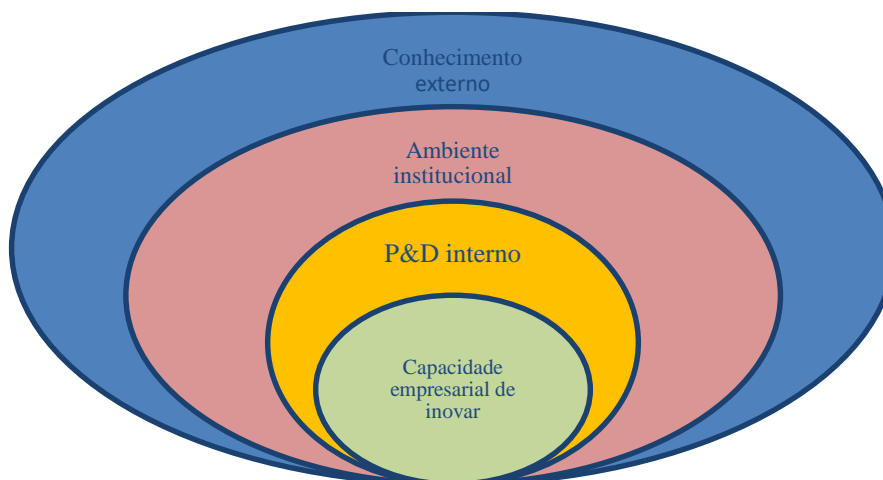 Conhecimento
externo
Ambiente
institucional
P&D interno
Capacidade
empresarial de
inovar